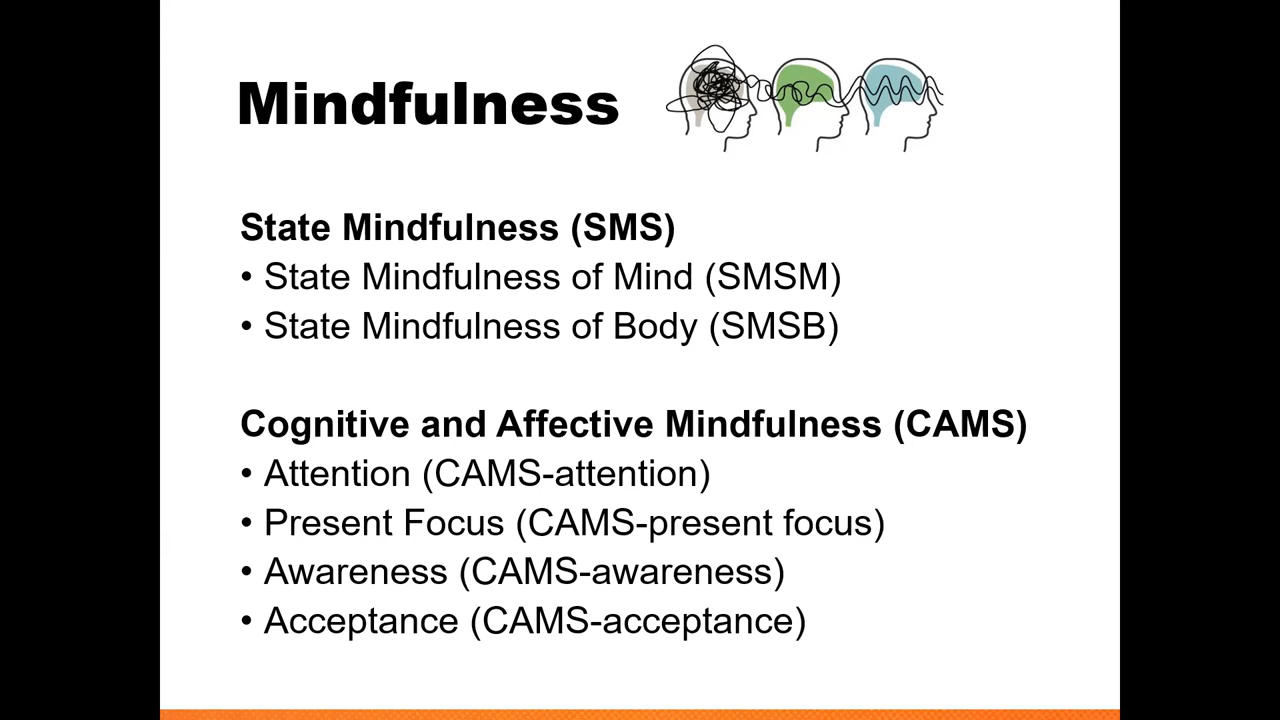 Mindfulness
State Mindfulness (SMS)
• State Mindfulness of Mind (SMSM)
• State Mindfulness of Body (SMSB)
Cognitive and Affective Mindfulness (CAMS)
• Attention (CAMS-attention)
• Present Focus (CAMS-present focus)
• Awareness (CAMS-awareness)
• Acceptance (CAMS-acceptance)